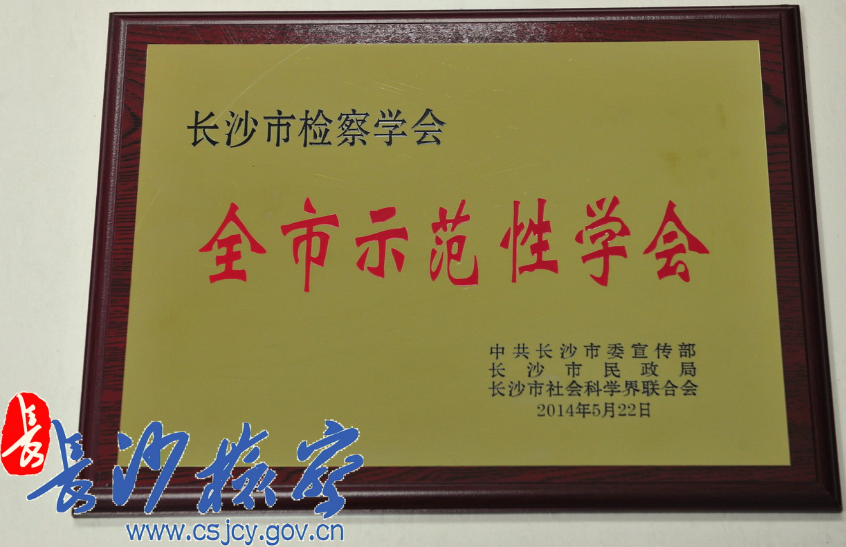 长沙市检察学会
全市示范性学会
中共长沙市委宣传部
长沙市民政局
长沙市社会科学界联合会
2014年5月22日
长
长沙检察
www.csjcy.gov.cn